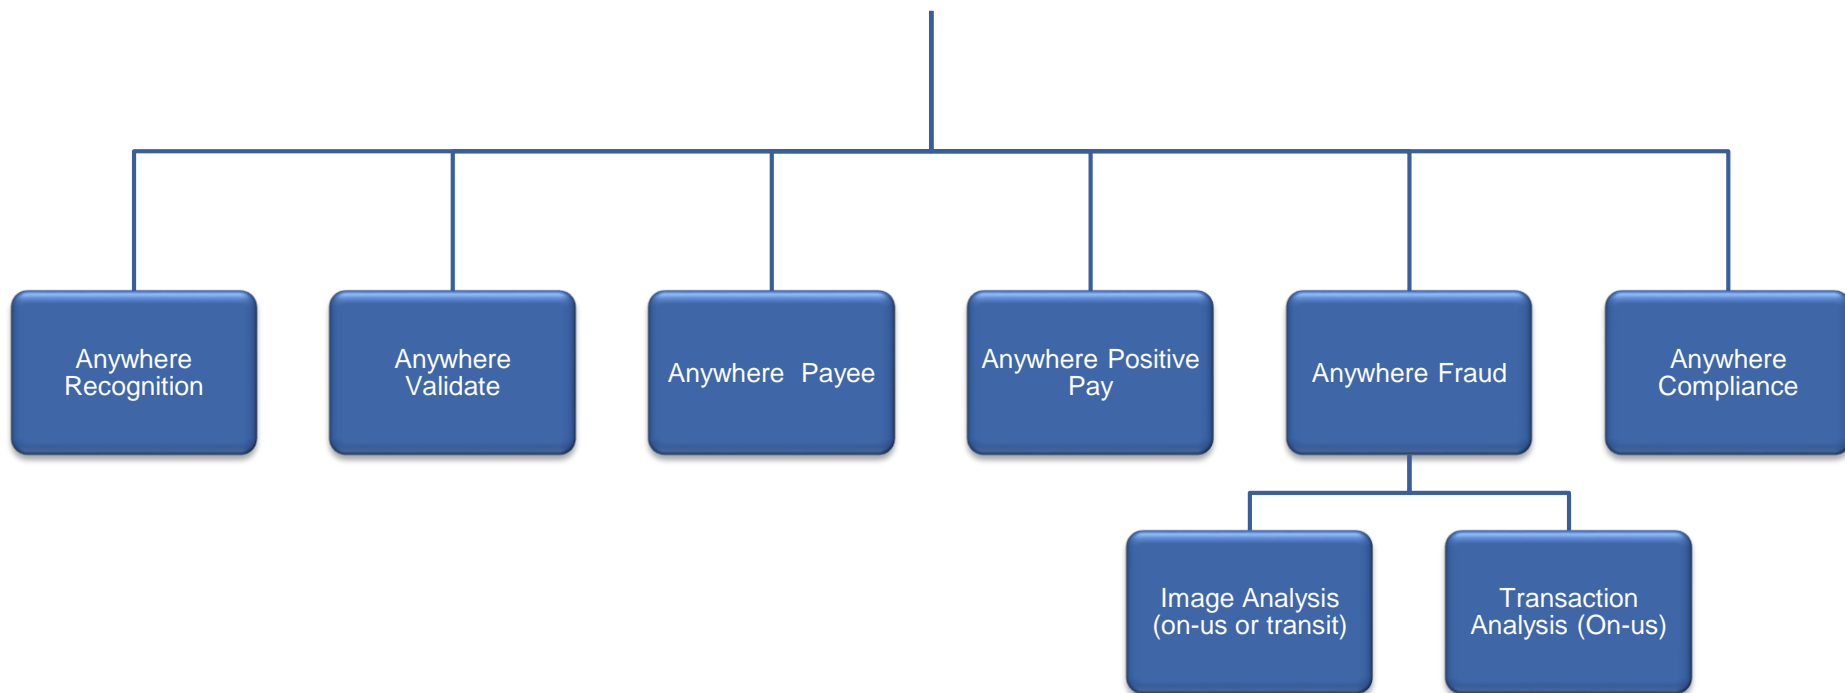 Anywhere
Recognition
Anywhere
Validate
Anywhere  Payee
Anywhere Positive
Pay
Anywhere Fraud
Anywhere
Compliance
Image Analysis
(on-us or transit)
Transaction
Analysis (On-us)